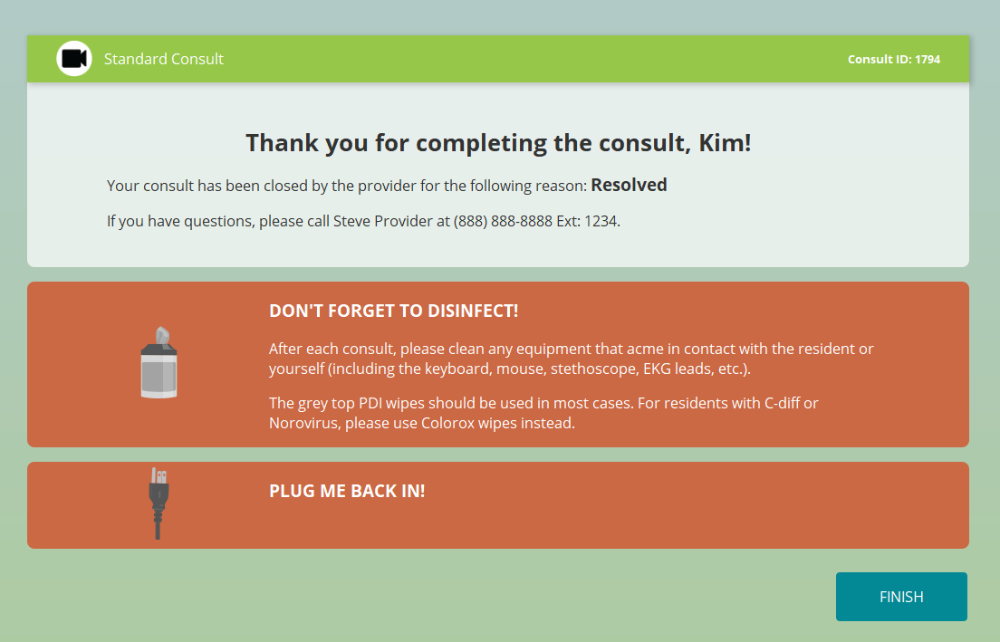 Standard Consult
Consult ID: 1794
Thank you for completing the consult, Kim!
Your consult has been closed by the provider for the following reason: Resolved
If you have questions, please call Steve Provider at (888) 888-8888 Ext: 1234.
DON'T FORGET TO DISINFECT!
After each consult, please clean any equipment that acme in contact with the resident or
yourself (including the keyboard, mouse, stethoscope, EKG leads, etc.).
The grey top PDI wipes should be used in most cases. For residents with C-diff or
Norovirus, please use Colorox wipes instead.
PLUG ME BACK IN!
FINISH